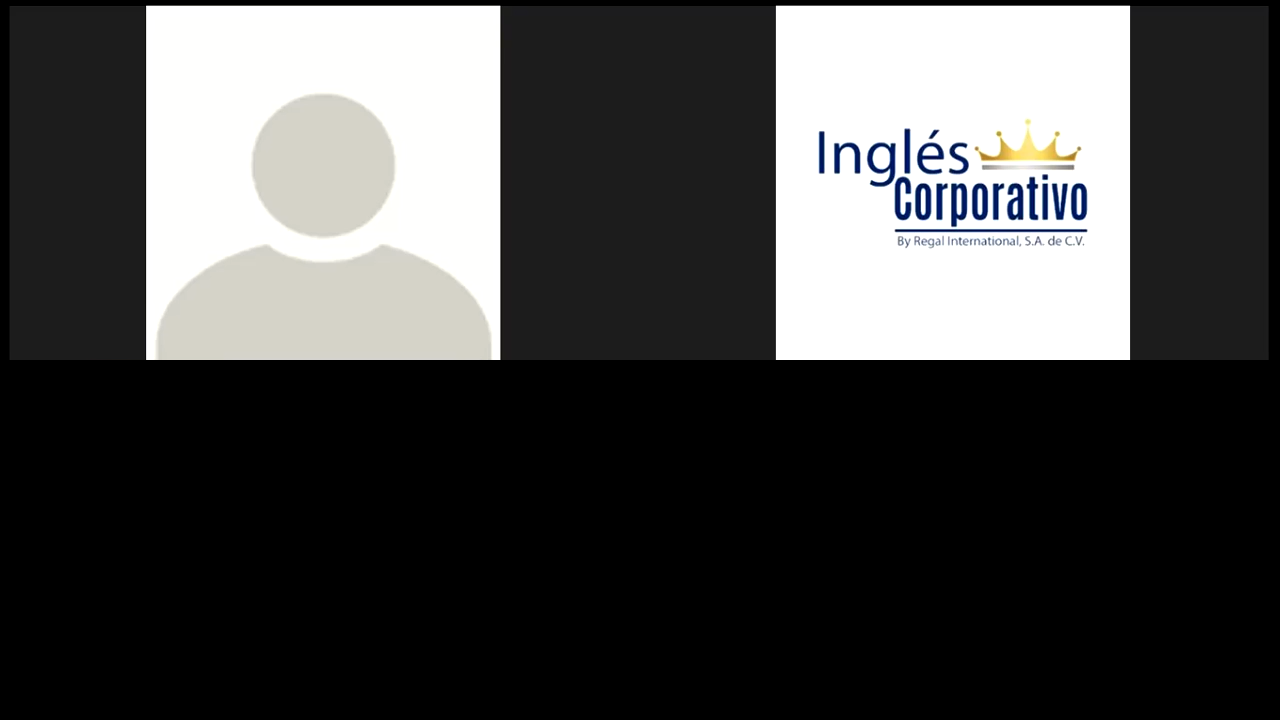 Inglés
Corporativo
By Regal International, S.A. de C.V.